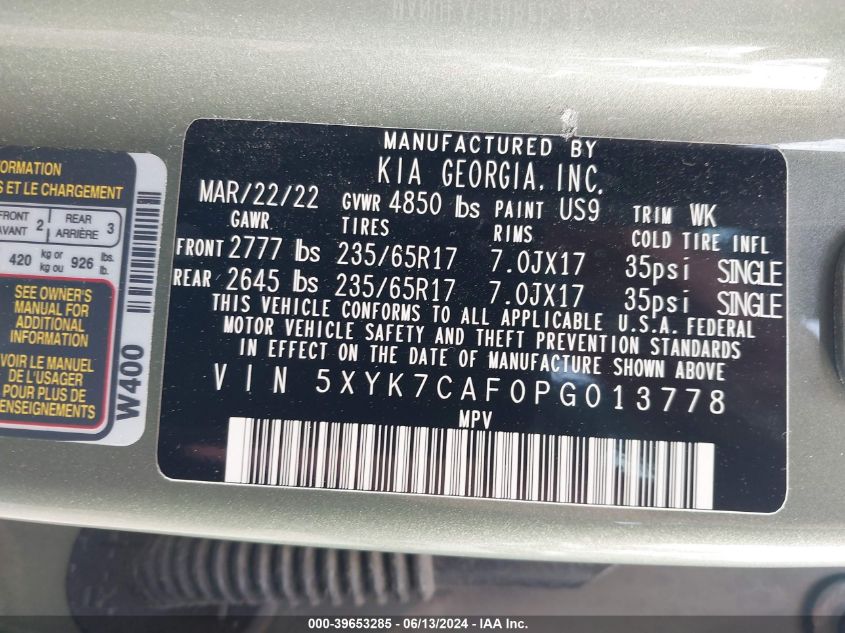 MANUFACTURED BY
KIA GEORGIA, INC.
MAR/22/22 GVWR 4850 lbs PAINT US9 TRIM WK
GAWR TIRES RIMS COLD TIRE INFL
FRONT 2777 lbs 235/65R17 7.0JX17 35psi SINGLE
REAR 2645 lbs 235/65R17 7.0JX17 35psi SINGLE
THIS VEHICLE CONFORMS TO ALL APPLICABLE U.S.A. FEDERAL
MOTOR VEHICLE SAFETY AND THEFT PREVENTION STANDARDS
IN EFFECT ON THE DATE OF MANUFACTURE SHOWN ABOVE
VIN 5XYK7CAF0PG013778
MPV
ES ET LE CHARGEMENT
FRONT 2 REAR 3
AVANT ARRIÈRE
420 kg or 926 lbs.
kg ou lb.
SEE OWNER'S
MANUAL FOR
ADDITIONAL
INFORMATION
VOIR LE MANUEL
DE L'USAGER
POUR PLUS DE
RENSEIGNEMENTS
W400
000-39653285 - 06/13/2024 - IAA Inc.